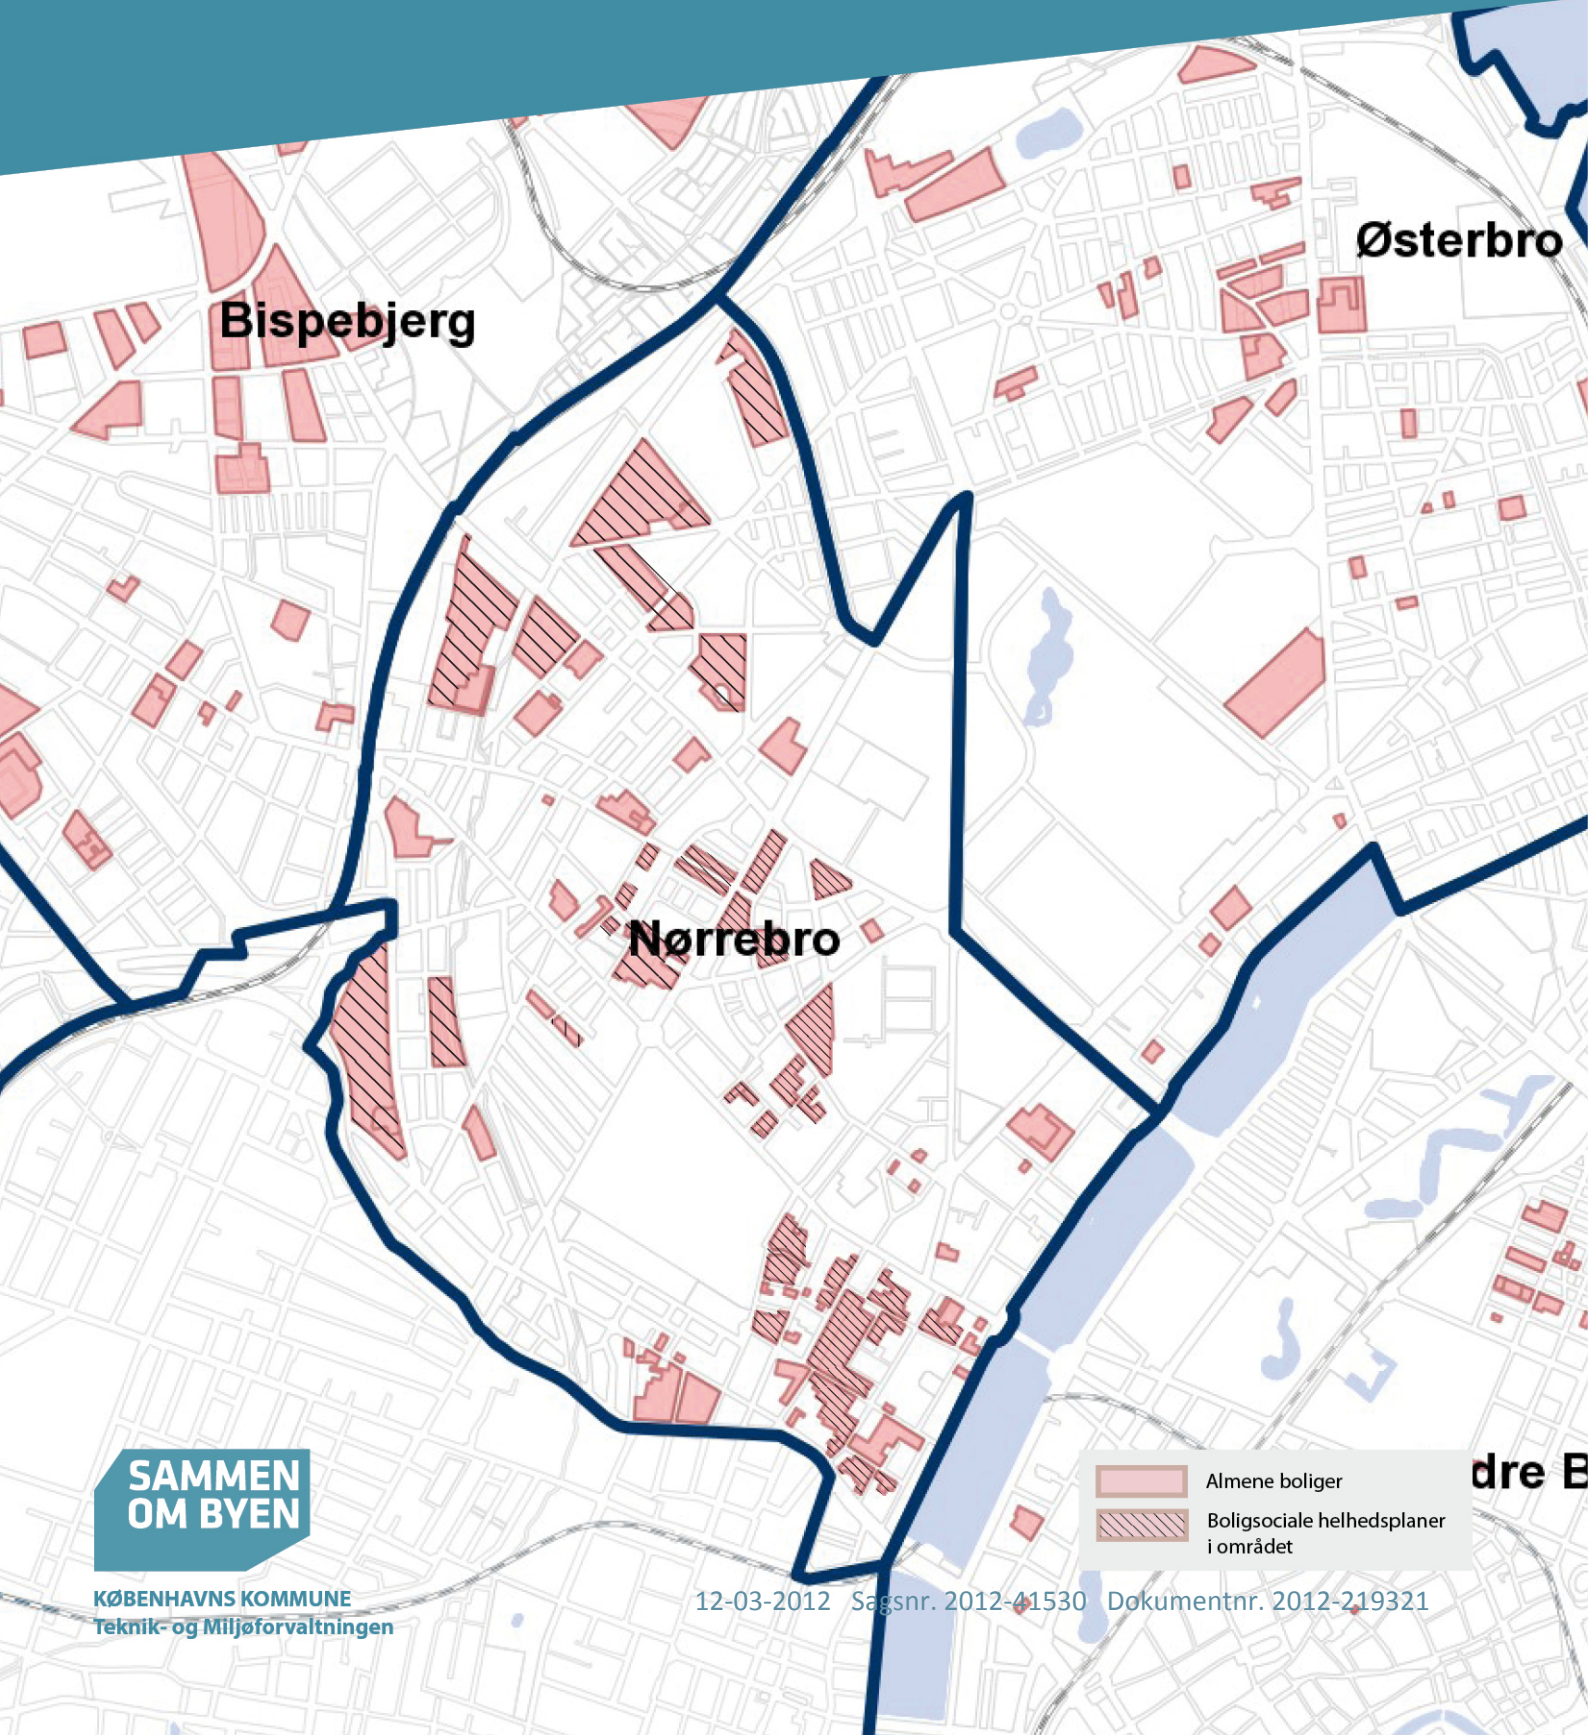 Østerbro
Bispebjerg
Nørrebro
SAMMEN
OM BYEN
KØBENHAVNS KOMMUNE
Teknik- og Miljøforvaltningen
Almene boliger
Boligsociale helhedsplaner
i området
dre B
12-03-2012 Sagsnr. 2012-41530 Dokumentnr. 2012-219321